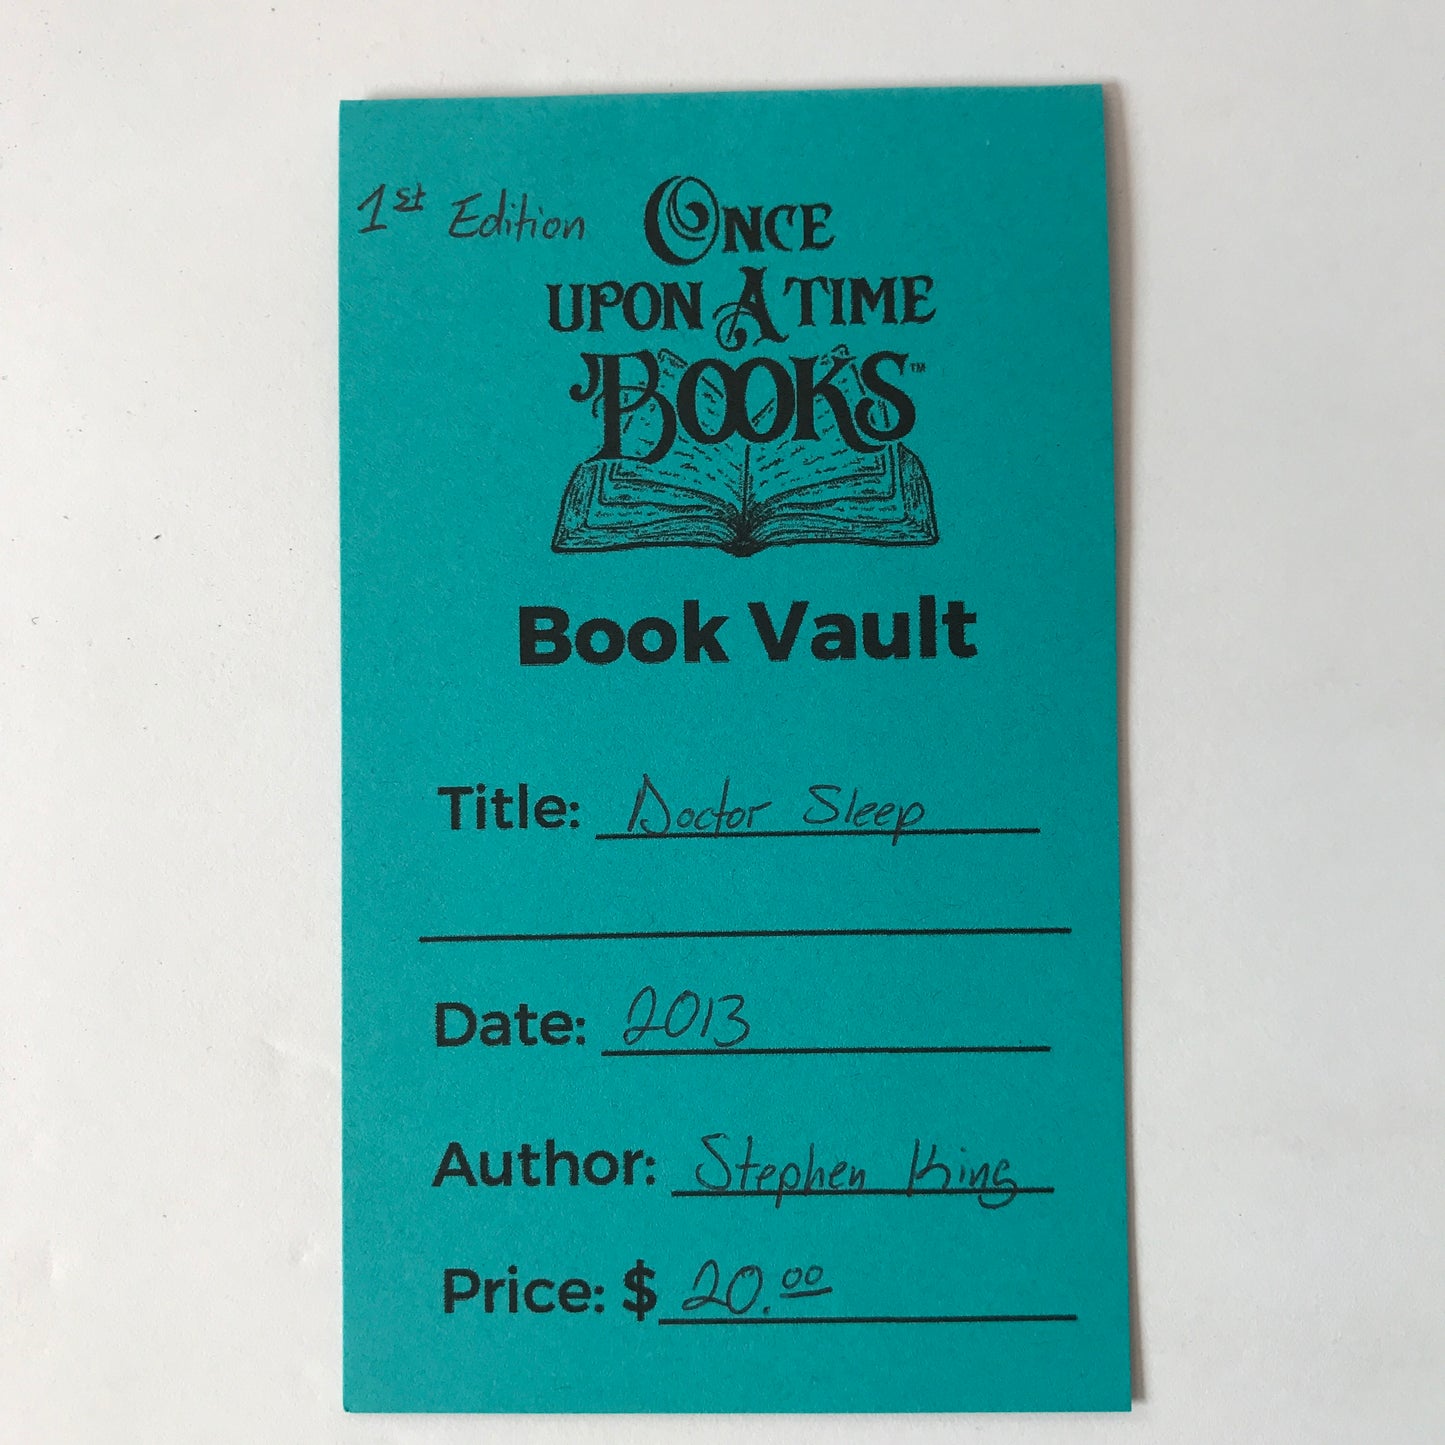 1st Edition
ONCE
UPON A TIME
BOOKS™
Book Vault
Title: Doctor Sleep
Date: 2013
Author: Stephen King
Price: $ 20.00